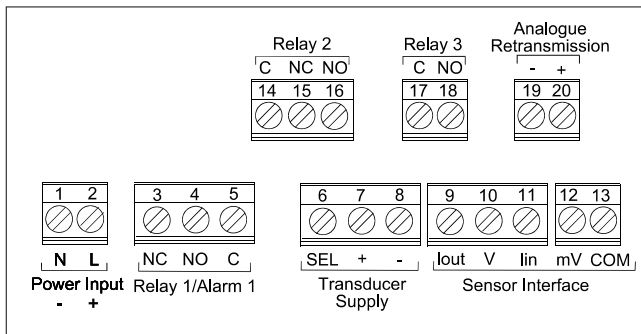 Relay 2
Relay 3
Analogue
Retransmission
C NC NO
C NO
- +
14 15 16
17 18
19 20
1 2
3 4 5
6 7 8
9 10 11
12 13
N L
NC NO C
SEL + -
Iout V Iin mV COM
Power Input
- +
Relay 1/Alarm 1
Transducer
Supply
Sensor Interface